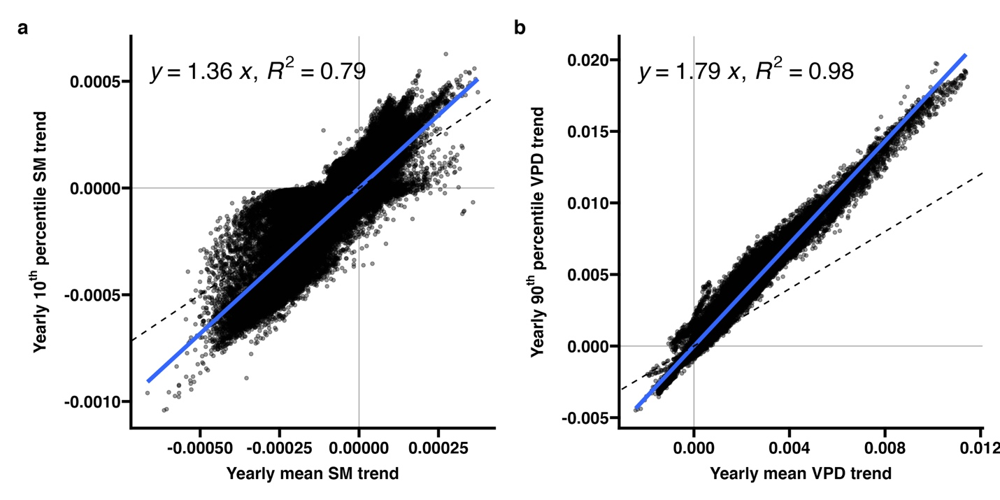 a
y = 1.36 x, R² = 0.79
0.0005
0.0000
-0.0005
-0.0010
Yearly 10th percentile SM trend
-0.00050 -0.00025 0.00000 0.00025
Yearly mean SM trend
b
y = 1.79 x, R² = 0.98
0.020
0.015
0.010
0.005
0.000
-0.005
Yearly 90th percentile VPD trend
0.000 0.004 0.008 0.012
Yearly mean VPD trend